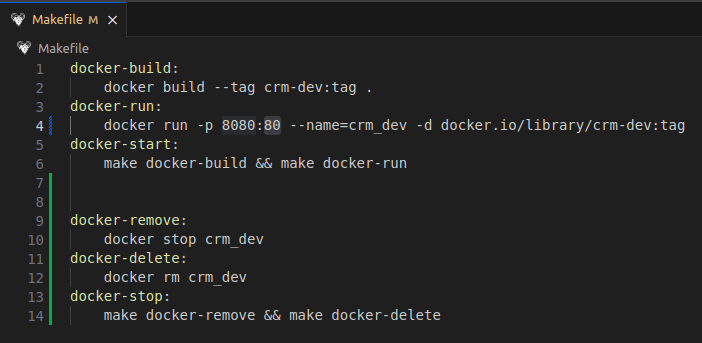 Makefile M
Makefile
1 docker-build:
2 docker build --tag crm-dev:tag .
3 docker-run:
4 docker run -p 8080:80 --name=crm_dev -d docker.io/library/crm-dev:tag
5 docker-start:
6 make docker-build && make docker-run
7
8
9 docker-remove:
10 docker stop crm_dev
11 docker-delete:
12 docker rm crm_dev
13 docker-stop:
14 make docker-remove && make docker-delete